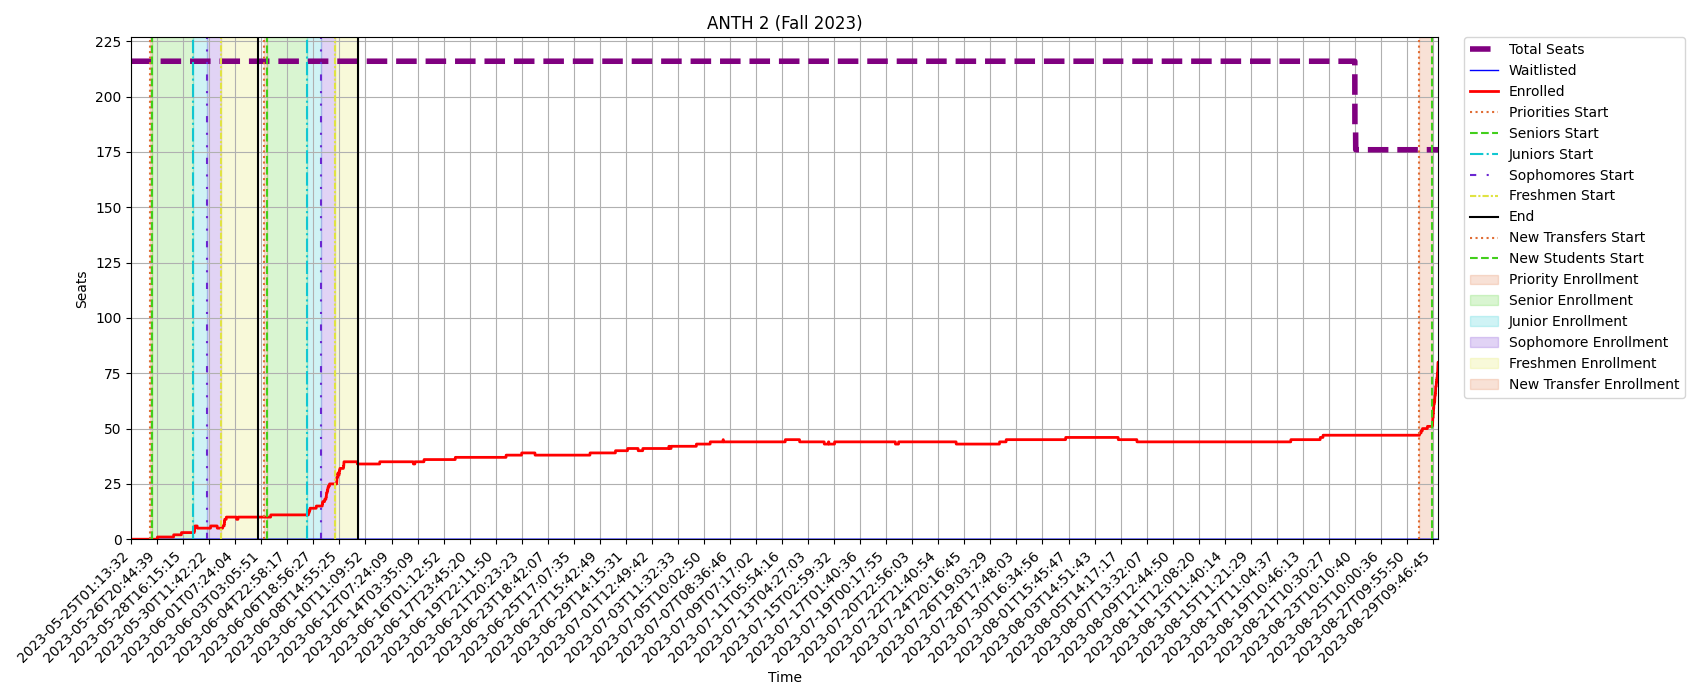 ANTH 2 (Fall 2023)
Seats
225
200
175
150
125
100
75
50
25
0
2023-05-25T01:13:32
2023-05-26T20:44:39
2023-05-28T16:15:15
2023-05-30T11:42:22
2023-06-01T07:24:04
2023-06-03T03:05:51
2023-06-04T22:58:17
2023-06-06T18:56:27
2023-06-08T14:55:25
2023-06-10T11:09:52
2023-06-12T07:24:09
2023-06-14T03:35:09
2023-06-16T01:12:52
2023-06-17T23:45:20
2023-06-19T22:11:50
2023-06-21T20:23:23
2023-06-23T18:42:07
2023-06-25T17:07:35
2023-06-27T15:42:49
2023-06-29T14:15:31
2023-07-01T12:49:42
2023-07-03T11:32:33
2023-07-05T10:02:50
2023-07-07T08:36:46
2023-07-09T07:17:02
2023-07-11T05:54:16
2023-07-13T04:27:03
2023-07-15T02:59:32
2023-07-17T01:40:36
2023-07-19T00:17:55
2023-07-20T22:56:03
2023-07-22T21:40:54
2023-07-24T20:16:45
2023-07-26T19:03:29
2023-07-28T17:48:03
2023-07-30T16:34:56
2023-08-01T15:45:47
2023-08-03T14:51:43
2023-08-05T14:17:17
2023-08-07T13:32:07
2023-08-09T12:44:50
2023-08-11T12:08:20
2023-08-13T11:40:14
2023-08-15T11:21:29
2023-08-17T11:04:37
2023-08-19T10:46:13
2023-08-21T10:30:27
2023-08-23T10:10:40
2023-08-25T10:00:36
2023-08-27T09:55:50
2023-08-29T09:46:45
Time
Total Seats
Waitlisted
Enrolled
Priorities Start
Seniors Start
Juniors Start
Sophomores Start
Freshmen Start
End
New Transfers Start
New Students Start
Priority Enrollment
Senior Enrollment
Junior Enrollment
Sophomore Enrollment
Freshmen Enrollment
New Transfer Enrollment